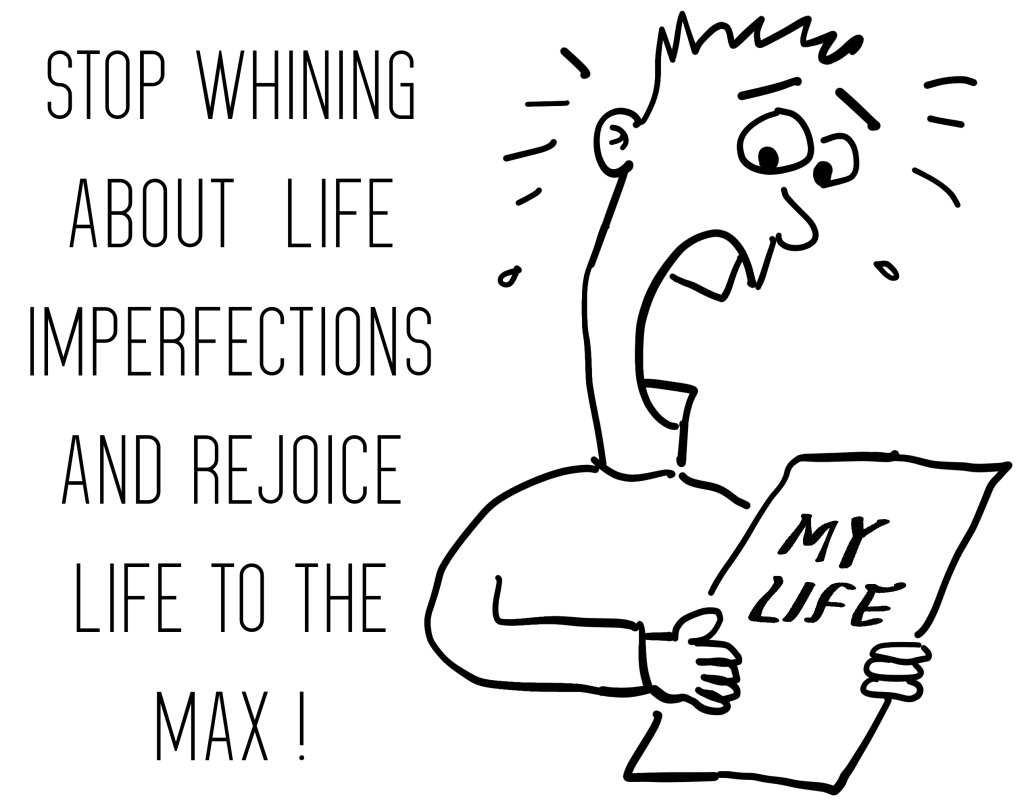 STOP WHINING
ABOUT LIFE
IMPERFECTIONS
AND REJOICE
LIFE TO THE
MAX !
MY
LIFE